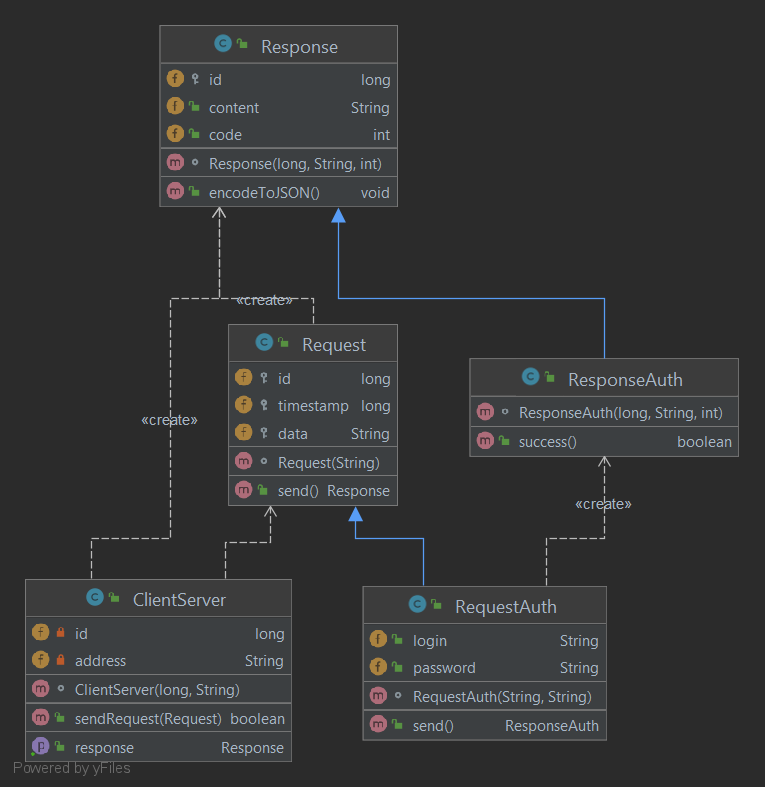 Response
id long
content String
code int
Response(long, String, int)
encodeToJSON() void
«create»
Request
id long
timestamp long
data String
Request(String)
send() Response
ResponseAuth
ResponseAuth(long, String, int)
success() boolean
«create»
«create»
ClientServer
id long
address String
ClientServer(long, String)
sendRequest(Request) boolean
response Response
RequestAuth
login String
password String
RequestAuth(String, String)
send() ResponseAuth
Powered by yFiles